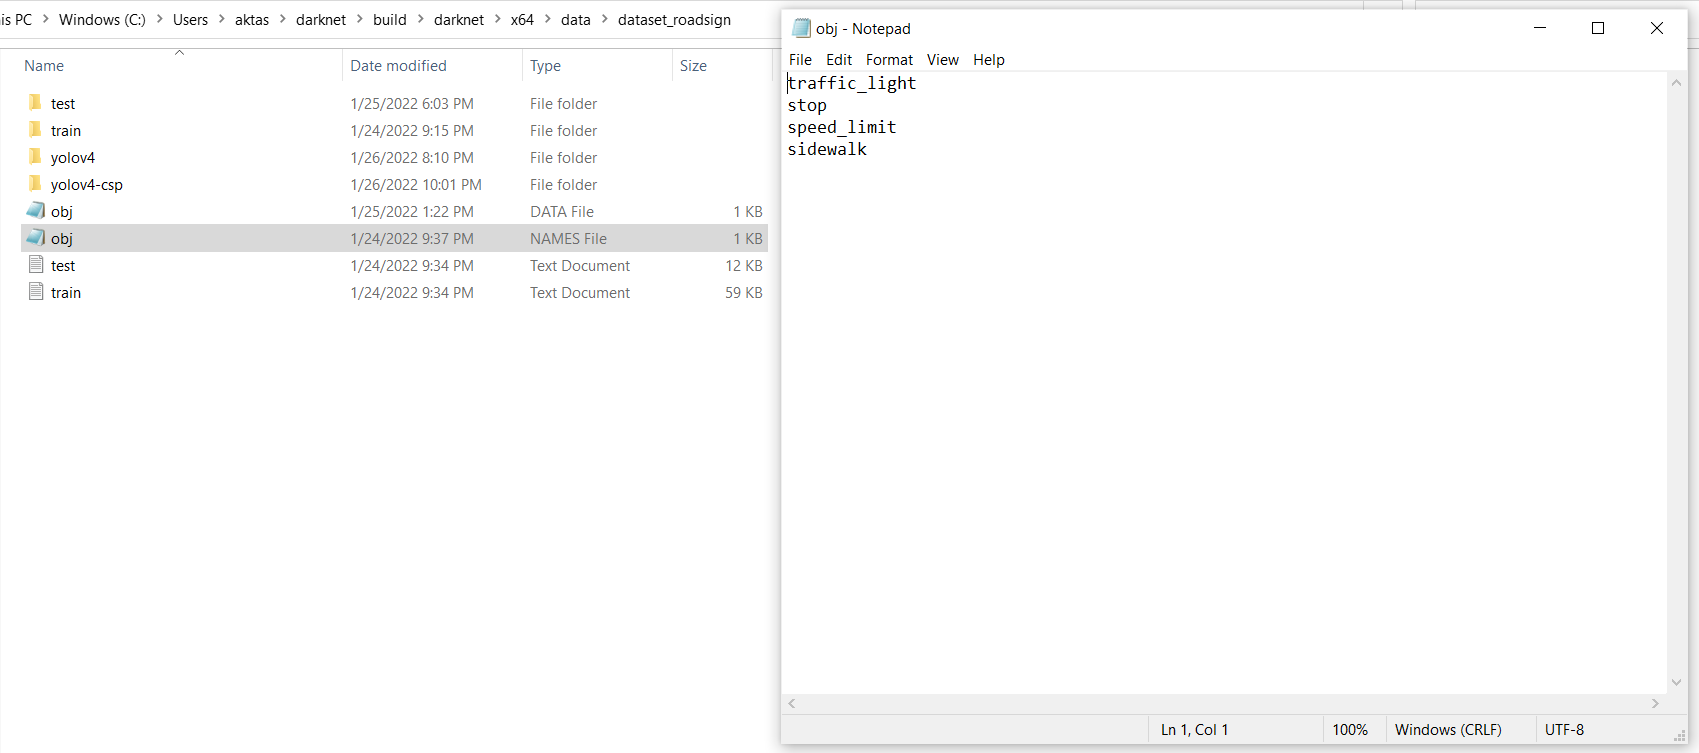 is PC > Windows (C:) > Users > aktas > darknet > build > darknet > x64 > data > dataset_roadsign
Name Date modified Type Size
test 1/25/2022 6:03 PM File folder
train 1/24/2022 9:15 PM File folder
yolov4 1/26/2022 8:10 PM File folder
yolov4-csp 1/26/2022 10:01 PM File folder
obj 1/25/2022 1:22 PM DATA File 1 KB
obj 1/24/2022 9:37 PM NAMES File 1 KB
test 1/24/2022 9:34 PM Text Document 12 KB
train 1/24/2022 9:34 PM Text Document 59 KB
obj - Notepad
File Edit Format View Help
traffic_light
stop
speed_limit
sidewalk
Ln 1, Col 1 100% Windows (CRLF) UTF-8